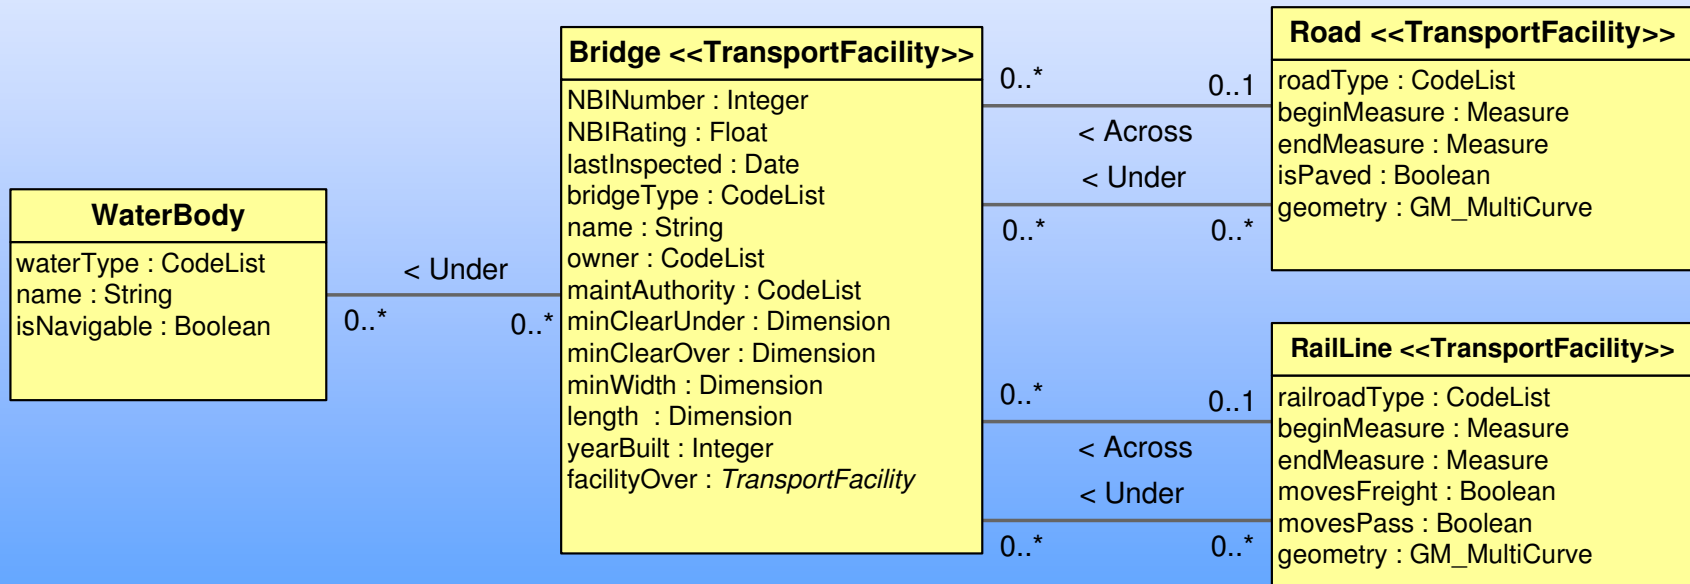 WaterBody
waterType : CodeList
name : String
isNavigable : Boolean
< Under
0..*
0..*
Bridge <<TransportFacility>>
NBINumber : Integer
NBIRating : Float
lastInspected : Date
bridgeType : CodeList
name : String
owner : CodeList
maintAuthority : CodeList
minClearUnder : Dimension
minClearOver : Dimension
minWidth : Dimension
length : Dimension
yearBuilt : Integer
facilityOver : TransportFacility
0..*
0..1
< Across
< Under
0..*
0..*
Road <<TransportFacility>>
roadType : CodeList
beginMeasure : Measure
endMeasure : Measure
isPaved : Boolean
geometry : GM_MultiCurve
0..*
0..1
< Across
< Under
0..*
0..*
RailLine <<TransportFacility>>
railroadType : CodeList
beginMeasure : Measure
endMeasure : Measure
movesFreight : Boolean
movesPass : Boolean
geometry : GM_MultiCurve